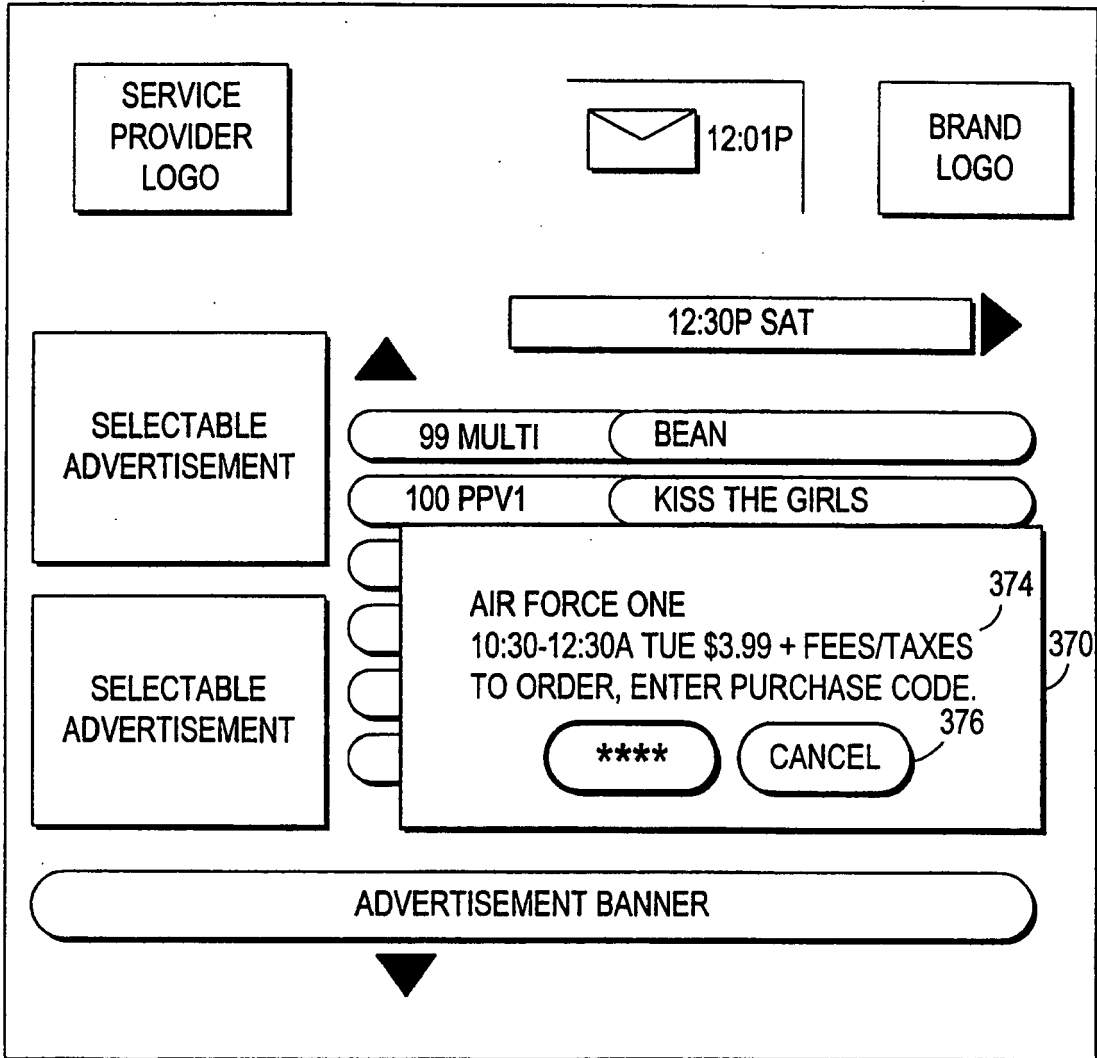 SERVICE
PROVIDER
LOGO
12:01P
BRAND
LOGO
12:30P SAT
SELECTABLE
ADVERTISEMENT
99 MULTI BEAN
100 PPV1 KISS THE GIRLS
AIR FORCE ONE
374
10:30-12:30A TUE $3.99 + FEES/TAXES
370
TO ORDER, ENTER PURCHASE CODE.
376
**** CANCEL
SELECTABLE
ADVERTISEMENT
ADVERTISEMENT BANNER